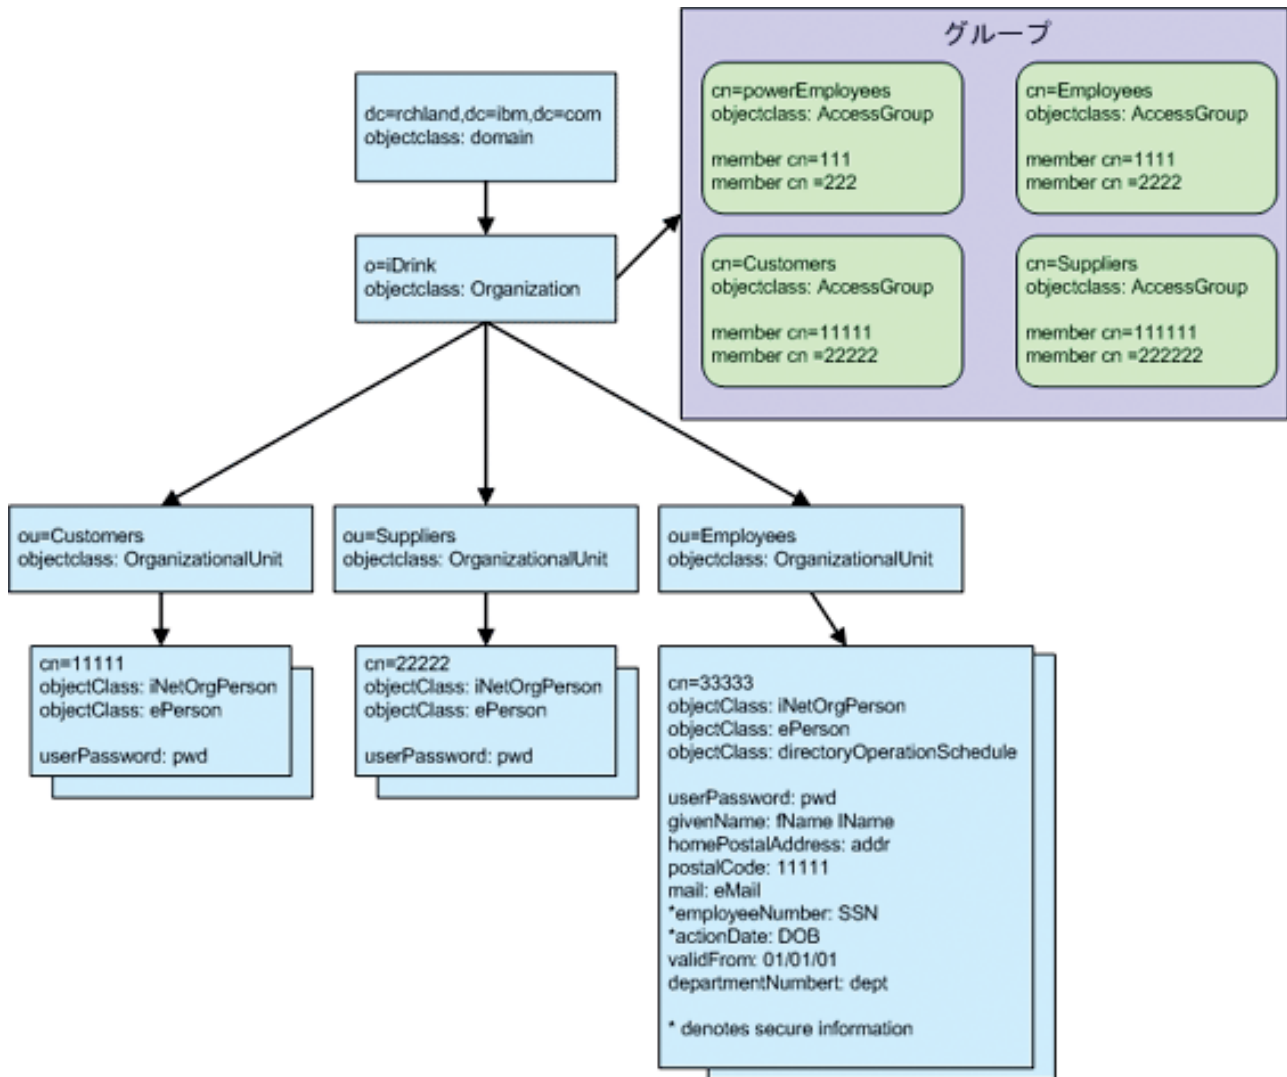 グループ
dc=rchland,dc=ibm,dc=com
objectclass: domain
cn=powerEmployees
objectclass: AccessGroup
member cn=111
member cn =222
cn=Employees
objectclass: AccessGroup
member cn=1111
member cn =2222
o=iDrink
objectclass: Organization
cn=Customers
objectclass: AccessGroup
member cn=11111
member cn =22222
cn=Suppliers
objectclass: AccessGroup
member cn=111111
member cn =222222
ou=Customers
objectclass: OrganizationalUnit
ou=Suppliers
objectclass: OrganizationalUnit
ou=Employees
objectclass: OrganizationalUnit
cn=11111
objectClass: iNetOrgPerson
objectClass: ePerson
userPassword: pwd
cn=22222
objectClass: iNetOrgPerson
objectClass: ePerson
userPassword: pwd
cn=33333
objectClass: iNetOrgPerson
objectClass: ePerson
objectClass: directoryOperationSchedule
userPassword: pwd
givenName: fName lName
homePostalAddress: addr
postalCode: 11111
mail: eMail
*employeeNumber: SSN
*actionDate: DOB
validFrom: 01/01/01
departmentNumbert: dept
* denotes secure information